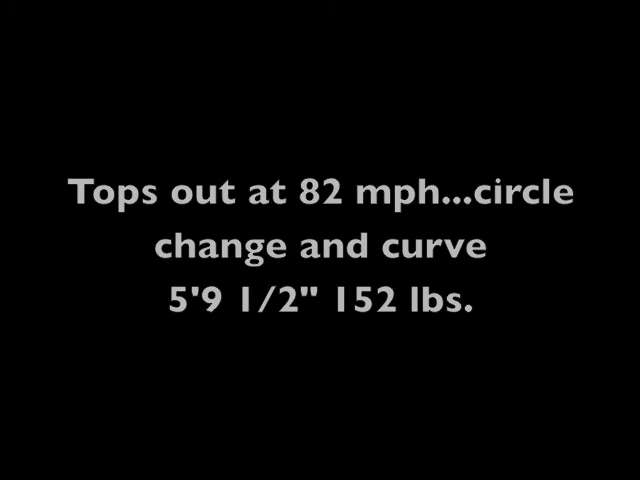 Tops out at 82 mph...circle
change and curve
5'9 1/2" 152 lbs.